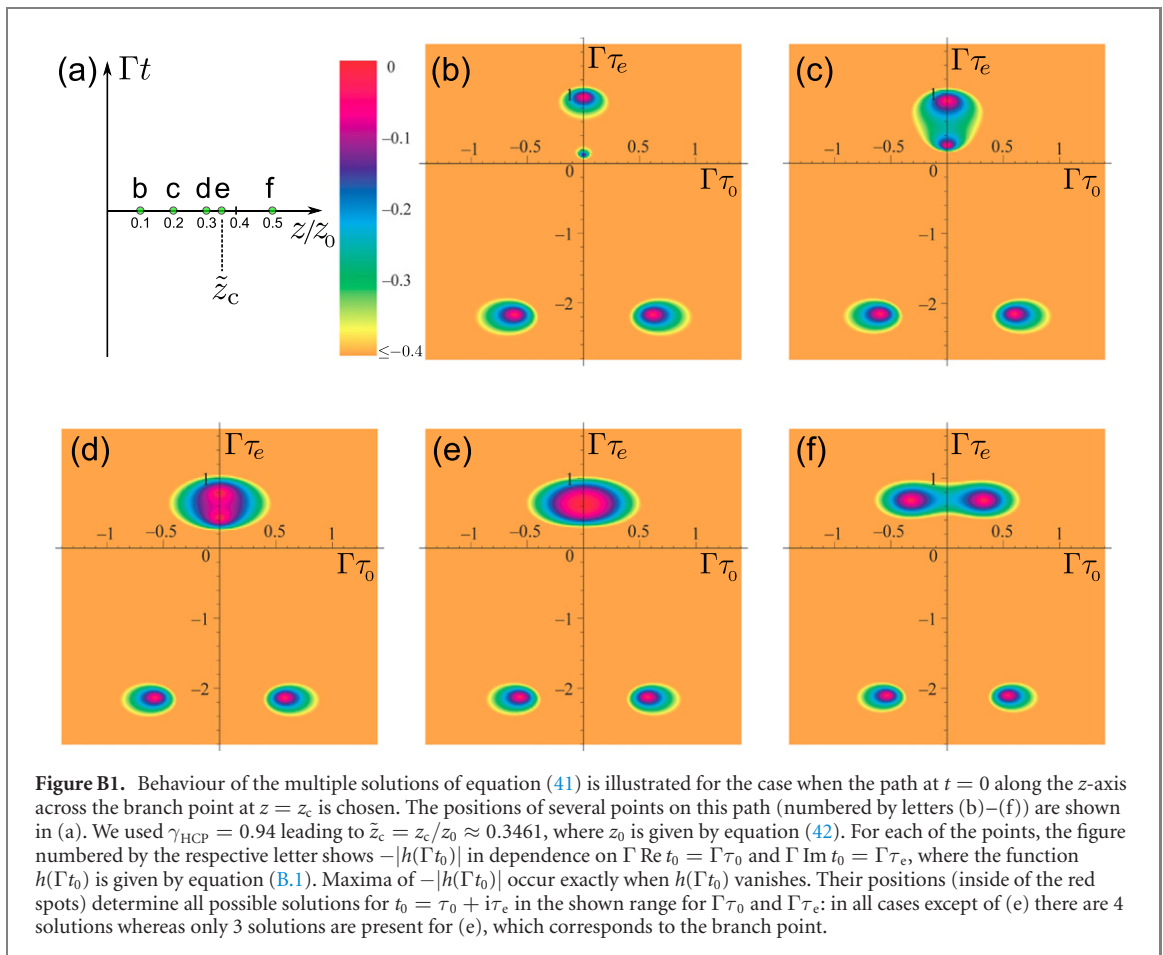 (a)
Γt
b c d e f
0.1 0.2 0.3 0.4 0.5
z/z₀
z̃c
0
−0.1
−0.2
−0.3
≤−0.4
(b)
Γτe
1
−1 −0.5 0.5 1
0
Γτ₀
−1
−2
(c)
Γτe
1
−1 −0.5 0.5 1
0
Γτ₀
−1
−2
(d)
Γτe
1
−1 −0.5 0.5 1
0
Γτ₀
−1
−2
(e)
Γτe
1
−1 −0.5 0.5 1
0
Γτ₀
−1
−2
(f)
Γτe
1
−1 −0.5 0.5 1
0
Γτ₀
−1
−2
Figure B1. Behaviour of the multiple solutions of equation (41) is illustrated for the case when the path at t = 0 along the z-axis
across the branch point at z = zc is chosen. The positions of several points on this path (numbered by letters (b)–(f)) are shown
in (a). We used γHCP = 0.94 leading to z̃c = zc/z₀ ≈ 0.3461, where z₀ is given by equation (42). For each of the points, the figure
numbered by the respective letter shows −|h(Γt₀)| in dependence on Γ Re t₀ = Γτ₀ and Γ Im t₀ = Γτe, where the function
h(Γt₀) is given by equation (B.1). Maxima of −|h(Γt₀)| occur exactly when h(Γt₀) vanishes. Their positions (inside of the red
spots) determine all possible solutions for t₀ = τ₀ + iτe in the shown range for Γτ₀ and Γτe: in all cases except of (e) there are 4
solutions whereas only 3 solutions are present for (e), which corresponds to the branch point.